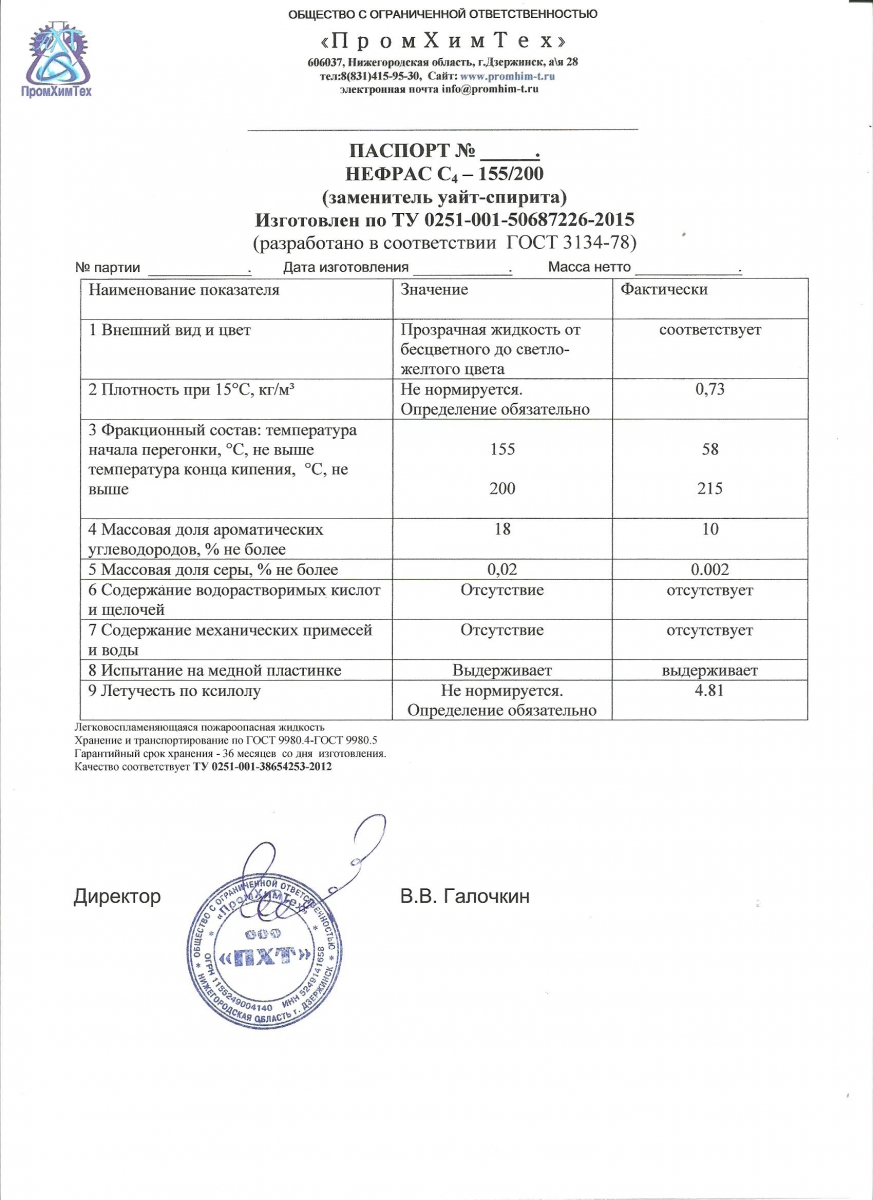 ПромХимТех
ОБЩЕСТВО С ОГРАНИЧЕННОЙ ОТВЕТСТВЕННОСТЬЮ
«ПромХимТех»
606037, Нижегородская область, г.Дзержинск, а\я 28
тел:8(831)415-95-30, Сайт: www.promhim-t.ru
электронная почта info@promhim-t.ru
ПАСПОРТ № ______.
НЕФРАС С₄ – 155/200
(заменитель уайт-спирита)
Изготовлен по ТУ 0251-001-50687226-2015
(разработано в соответствии ГОСТ 3134-78)
№ партии ____________. Дата изготовления ____________. Масса нетто ____________.
Наименование показателя Значение Фактически
1 Внешний вид и цвет Прозрачная жидкость от соответствует
бесцветного до светло-
желтого цвета
2 Плотность при 15°С, кг/м³ Не нормируется. 0,73
Определение обязательно
3 Фракционный состав: температура
начала перегонки, °С, не выше 155 58
температура конца кипения, °С, не
выше 200 215
4 Массовая доля ароматических 18 10
углеводородов, % не более
5 Массовая доля серы, % не более 0,02 0.002
6 Содержание водорастворимых кислот Отсутствие отсутствует
и щелочей
7 Содержание механических примесей Отсутствие отсутствует
и воды
8 Испытание на медной пластинке Выдерживает выдерживает
9 Летучесть по ксилолу Не нормируется. 4.81
Определение обязательно
Легковоспламеняющаяся пожароопасная жидкость
Хранение и транспортирование по ГОСТ 9980.4-ГОСТ 9980.5
Гарантийный срок хранения - 36 месяцев со дня изготовления.
Качество соответствует ТУ 0251-001-38654253-2012
Директор В.В. Галочкин
* ОБЩЕСТВО С ОГРАНИЧЕННОЙ ОТВЕТСТВЕННОСТЬЮ *
НИЖЕГОРОДСКАЯ ОБЛАСТЬ г. ДЗЕРЖИНСК
* «ПромХимТех» *
ООО
«ПХТ»
ОГРН 1155249004140 ИНН 5249141658